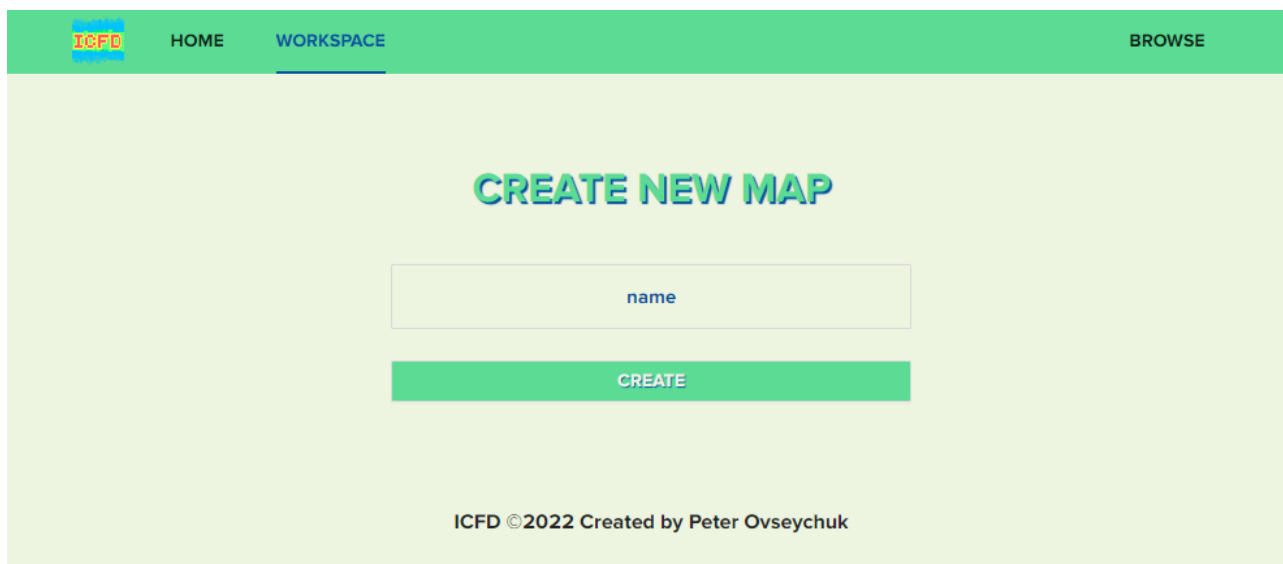 ICFD HOME WORKSPACE BROWSE
CREATE NEW MAP
name
CREATE
ICFD ©2022 Created by Peter Ovseychuk